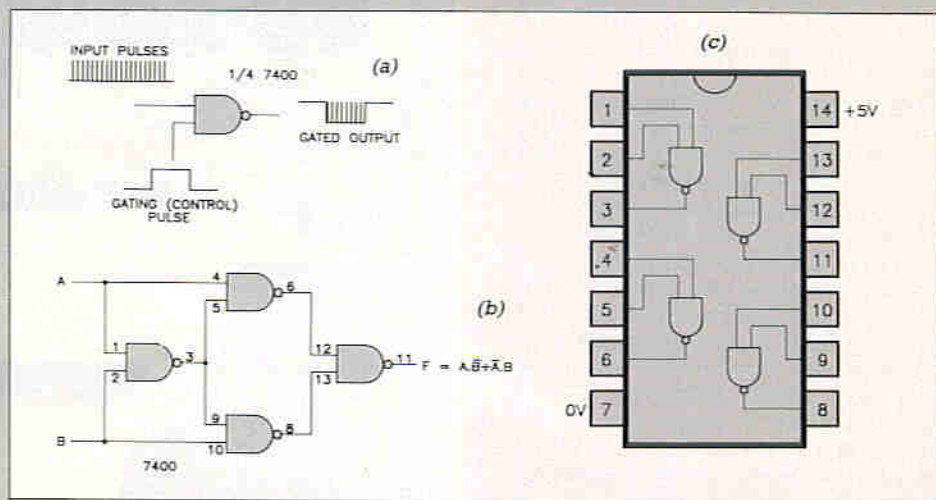 INPUT PULSES
(a)
1/4 7400
GATED OUTPUT
GATING (CONTROL)
PULSE
A
4
6
5
1
3
2
(b)
12
11
F = A.B̅+A̅.B
13
9
8
B
10
7400
(c)
1
14 +5V
2
13
3
12
4
11
5
10
6
9
0V 7
8